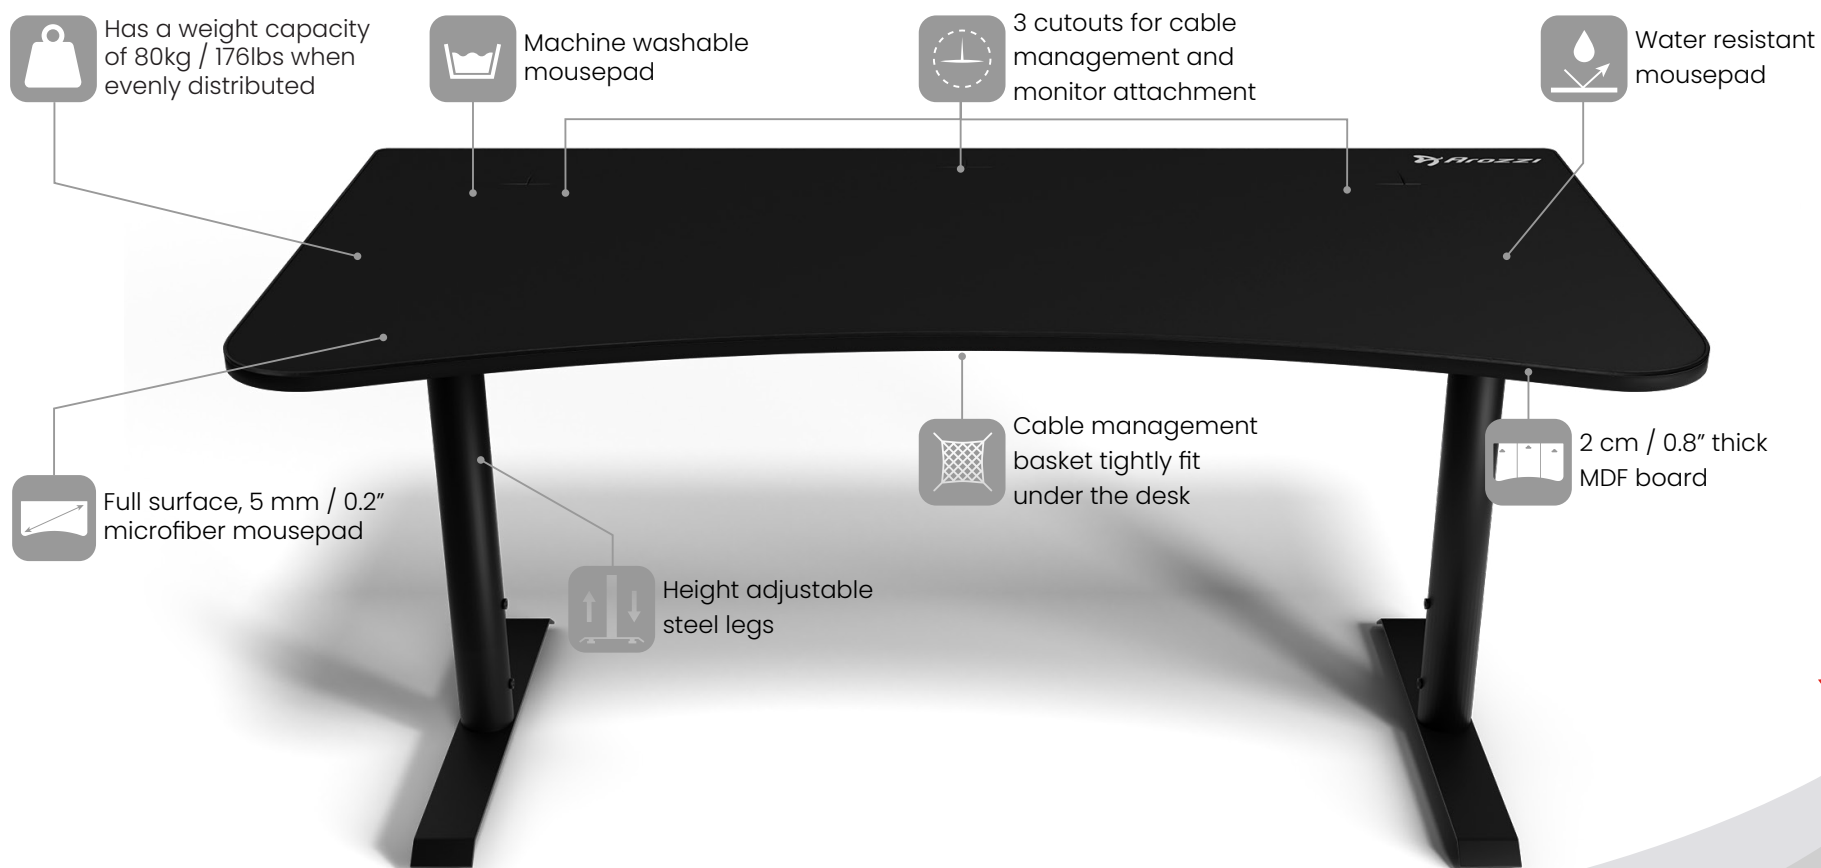 Has a weight capacity
of 80kg / 176lbs when
evenly distributed
Machine washable
mousepad
3 cutouts for cable
management and
monitor attachment
Water resistant
mousepad
Arozzi
Full surface, 5 mm / 0.2”
microfiber mousepad
Height adjustable
steel legs
Cable management
basket tightly fit
under the desk
2 cm / 0.8” thick
MDF board